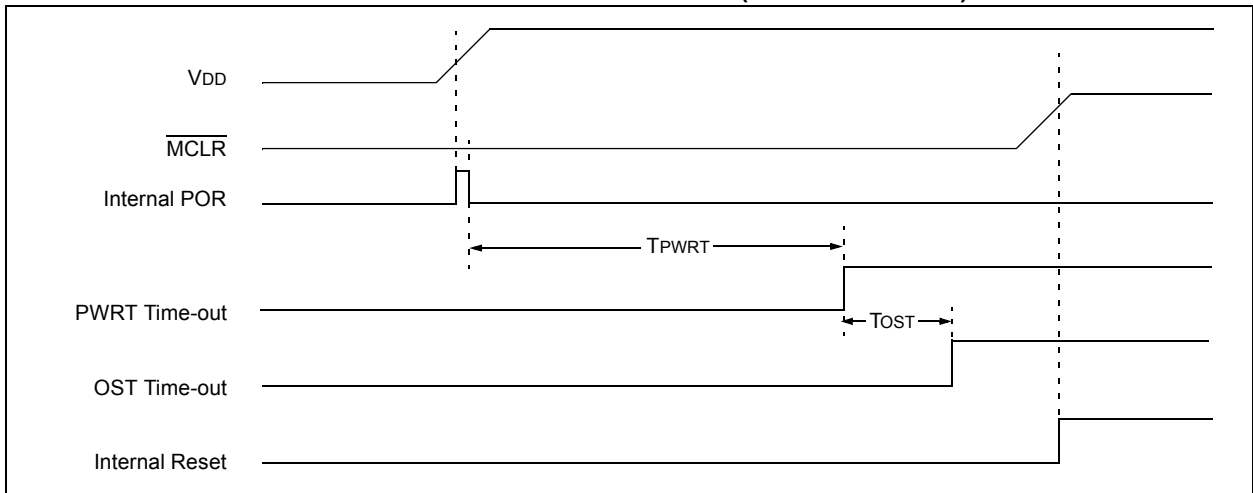 VDD
MCLR
Internal POR
TPWRT
PWRT Time-out
TOST
OST Time-out
Internal Reset